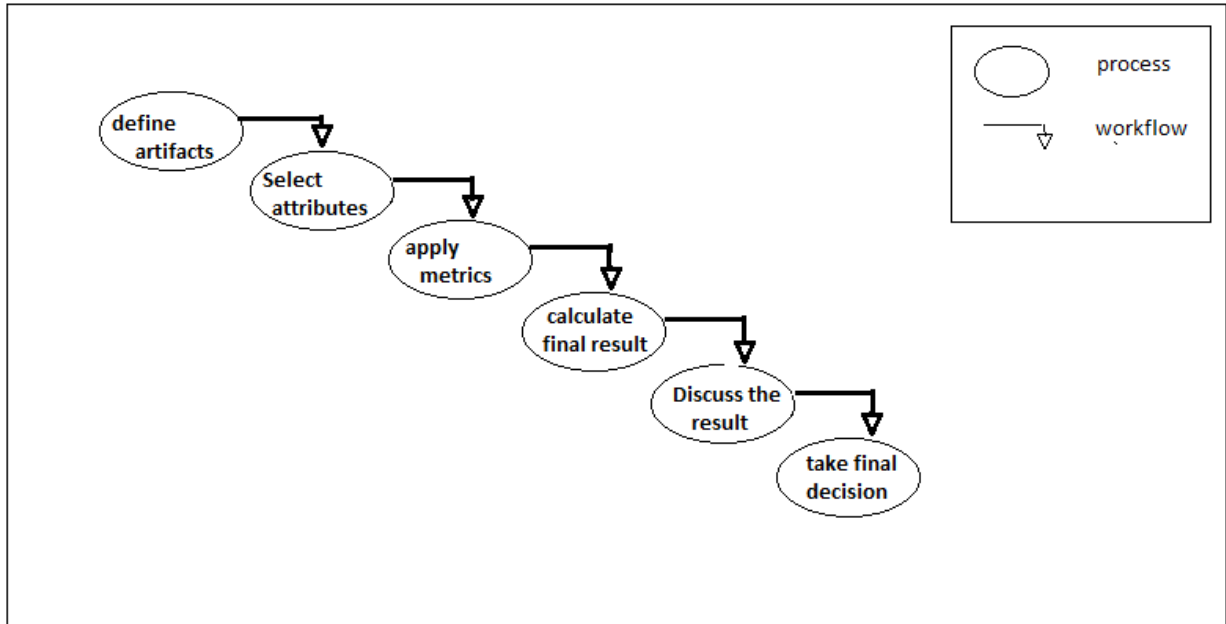 define
artifacts
Select
attributes
apply
metrics
calculate
final result
Discuss the
result
take final
decision
process
workflow